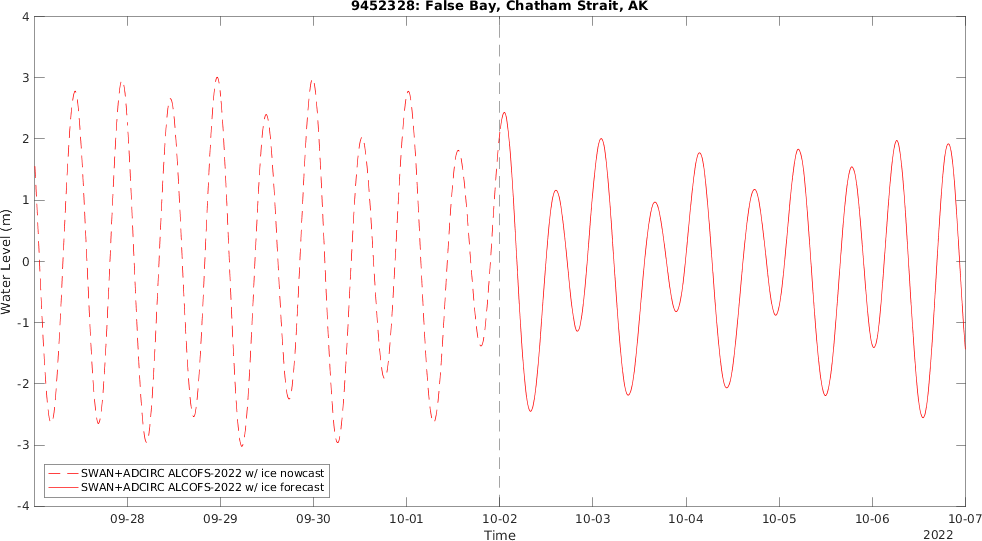 9452328: False Bay, Chatham Strait, AK
4
3
2
1
0
-1
-2
-3
-4
Water Level (m)
SWAN+ADCIRC ALCOFS-2022 w/ ice nowcast
SWAN+ADCIRC ALCOFS-2022 w/ ice forecast
09-28 09-29 09-30 10-01 10-02 10-03 10-04 10-05 10-06 10-07
Time
2022